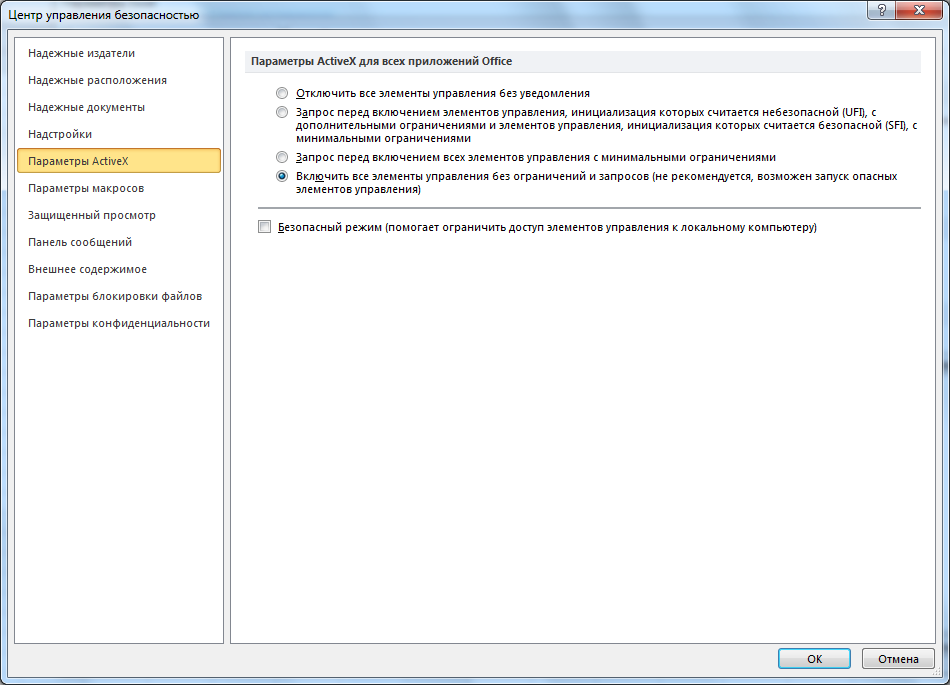 Центр управления безопасностью
?
Надежные издатели
Надежные расположения
Надежные документы
Надстройки
Параметры ActiveX
Параметры макросов
Защищенный просмотр
Панель сообщений
Внешнее содержимое
Параметры блокировки файлов
Параметры конфиденциальности
Параметры ActiveX для всех приложений Office
Отключить все элементы управления без уведомления
Запрос перед включением элементов управления, инициализация которых считается небезопасной (UFI), с
дополнительными ограничениями и элементов управления, инициализация которых считается безопасной (SFI), с
минимальными ограничениями
Запрос перед включением всех элементов управления с минимальными ограничениями
Включить все элементы управления без ограничений и запросов (не рекомендуется, возможен запуск опасных
элементов управления)
Безопасный режим (помогает ограничить доступ элементов управления к локальному компьютеру)
ОК
Отмена